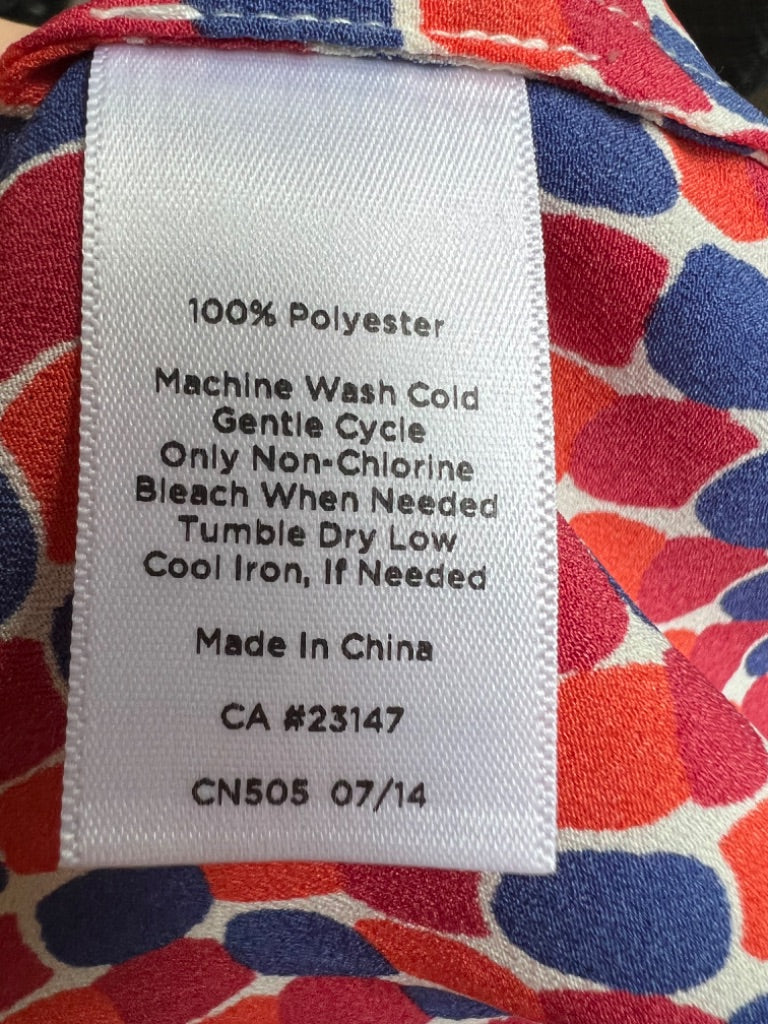 100% Polyester
Machine Wash Cold
Gentle Cycle
Only Non-Chlorine
Bleach When Needed
Tumble Dry Low
Cool Iron, If Needed
Made In China
CA #23147
CN505 07/14